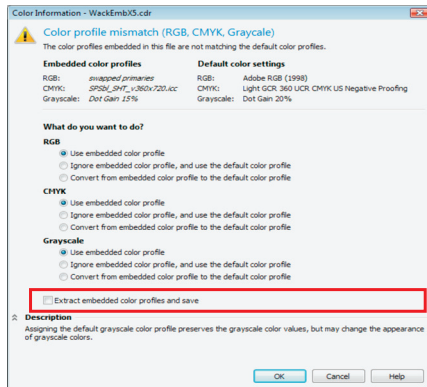 Color Information - WackEmbX5.cdr
Color profile mismatch (RGB, CMYK, Grayscale)
The color profiles embedded in this file are not matching the default color profiles.
Embedded color profiles Default color settings
RGB: swapped primaries RGB: Adobe RGB (1998)
CMYK: SPSbl_SHT_v360x720.icc CMYK: Light GCR 360 UCR CMYK US Negative Proofing
Grayscale: Dot Gain 15% Grayscale: Dot Gain 20%
What do you want to do?
RGB
Use embedded color profile
Ignore embedded color profile, and use the default color profile
Convert from embedded color profile to the default color profile
CMYK
Use embedded color profile
Ignore embedded color profile, and use the default color profile
Convert from embedded color profile to the default color profile
Grayscale
Use embedded color profile
Ignore embedded color profile, and use the default color profile
Convert from embedded color profile to the default color profile
Extract embedded color profiles and save
Description
Assigning the default grayscale color profile preserves the grayscale color values, but may change the appearance
of grayscale colors.
OK Cancel Help